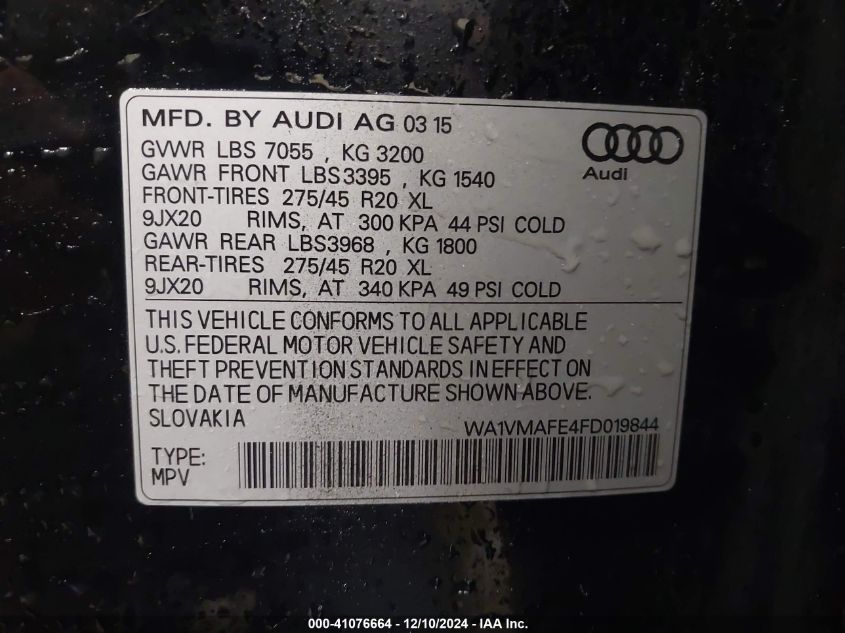 MFD. BY AUDI AG 03 15
GVWR LBS 7055 , KG 3200
GAWR FRONT LBS3395 , KG 1540
FRONT-TIRES 275/45 R20 XL
9JX20 RIMS, AT 300 KPA 44 PSI COLD
GAWR REAR LBS3968 , KG 1800
REAR-TIRES 275/45 R20 XL
9JX20 RIMS, AT 340 KPA 49 PSI COLD
Audi
THIS VEHICLE CONFORMS TO ALL APPLICABLE
U.S. FEDERAL MOTOR VEHICLE SAFETY AND
THEFT PREVENTION STANDARDS IN EFFECT ON
THE DATE OF MANUFACTURE SHOWN ABOVE.
SLOVAKIA
WA1VMAFE4FD019844
TYPE:
MPV
000-41076664 - 12/10/2024 - IAA, Inc.